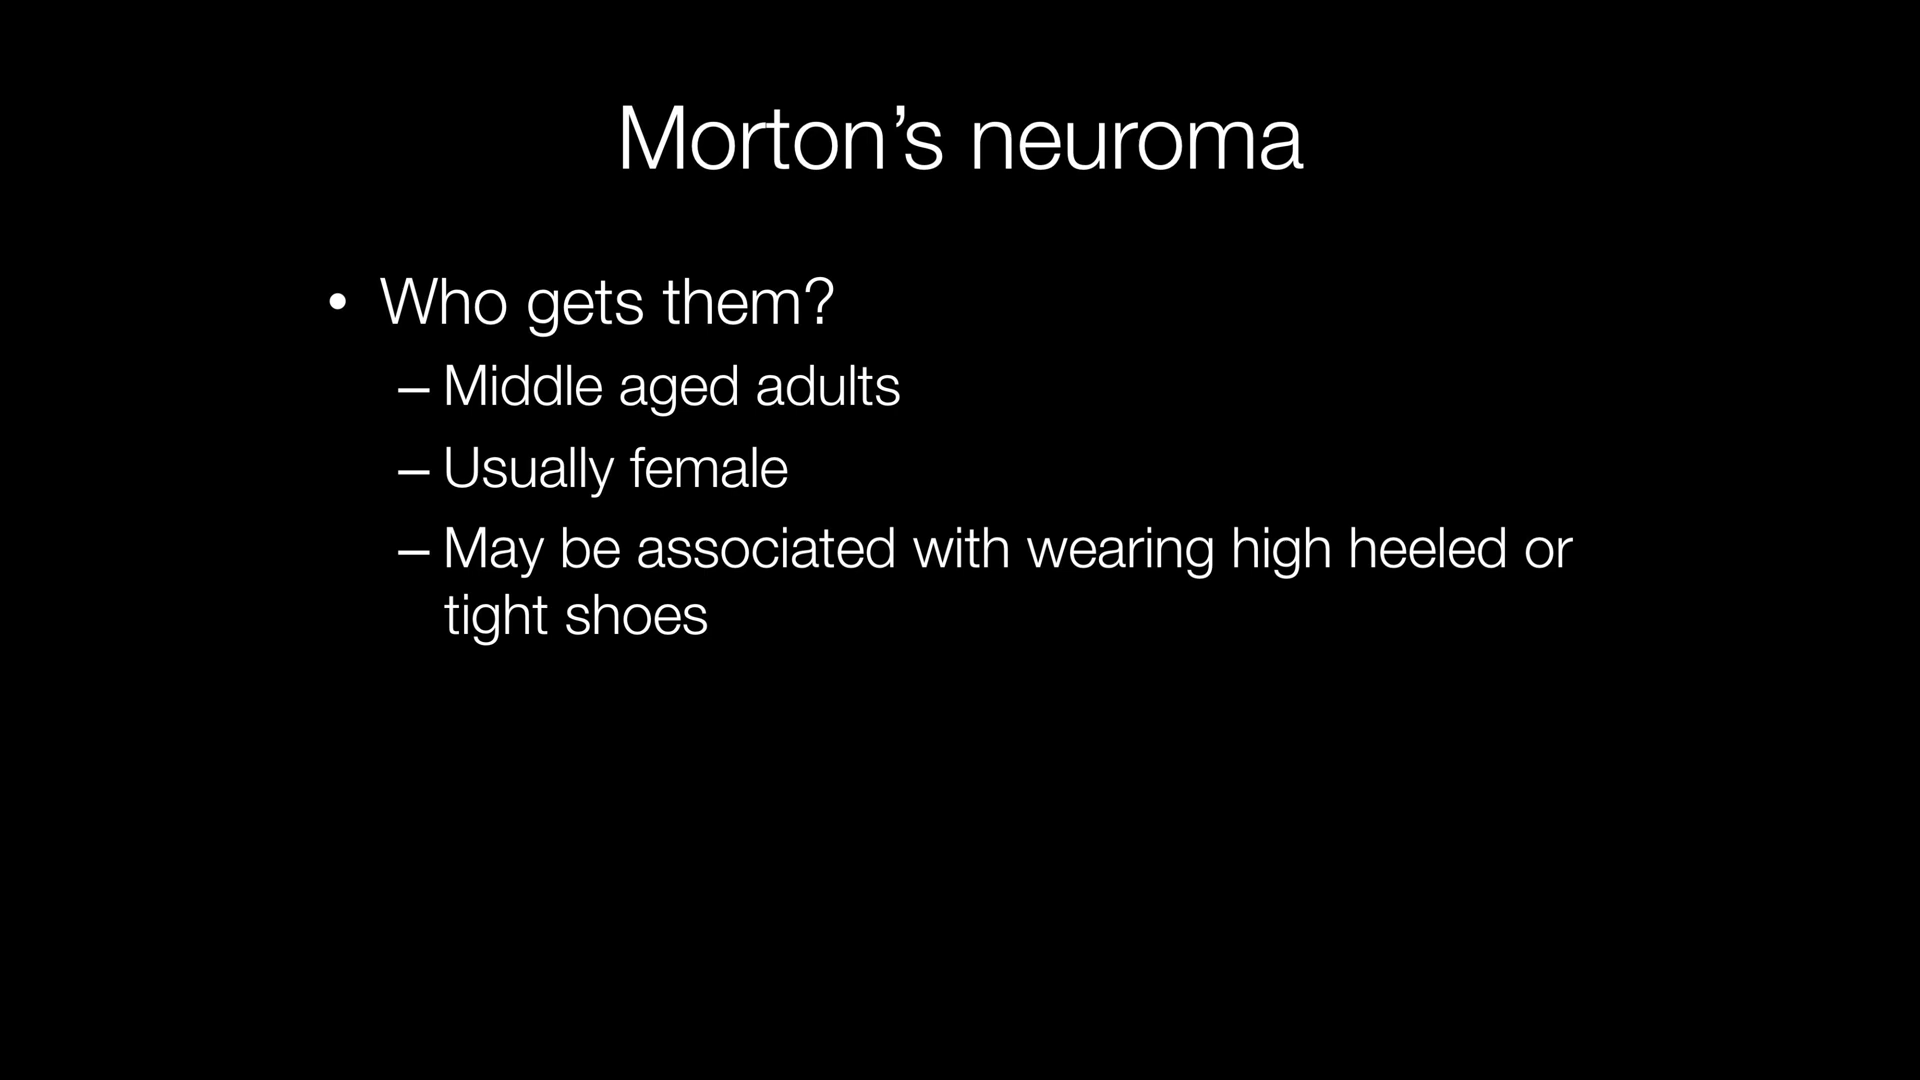 Morton’s neuroma
• Who gets them?
– Middle aged adults
– Usually female
– May be associated with wearing high heeled or
tight shoes